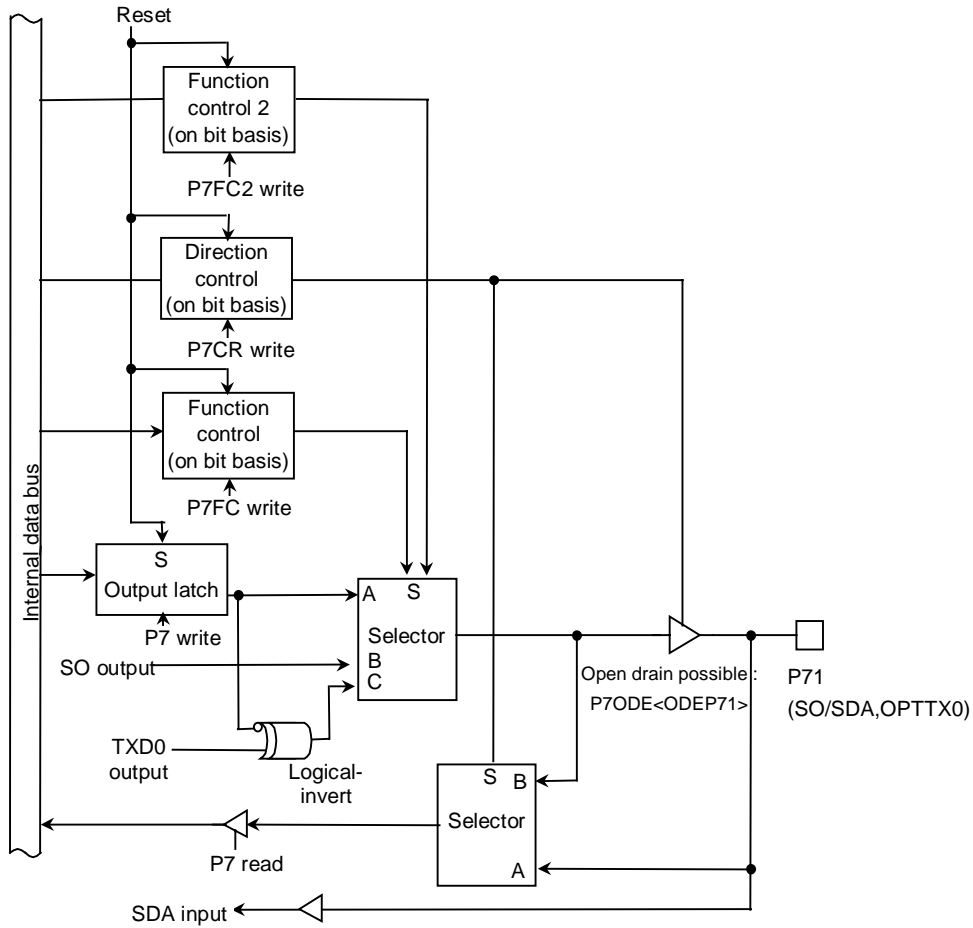 Reset
Function
control 2
(on bit basis)
P7FC2 write
Direction
control
(on bit basis)
P7CR write
Function
control
(on bit basis)
P7FC write
Internal data bus
S
Output latch
P7 write
A
S
Selector
B
C
SO output
TXD0
output
Logical-
invert
Open drain possible :
P7ODE<ODEP71>
P71
(SO/SDA,OPTTX0)
S
B
Selector
A
P7 read
SDA input